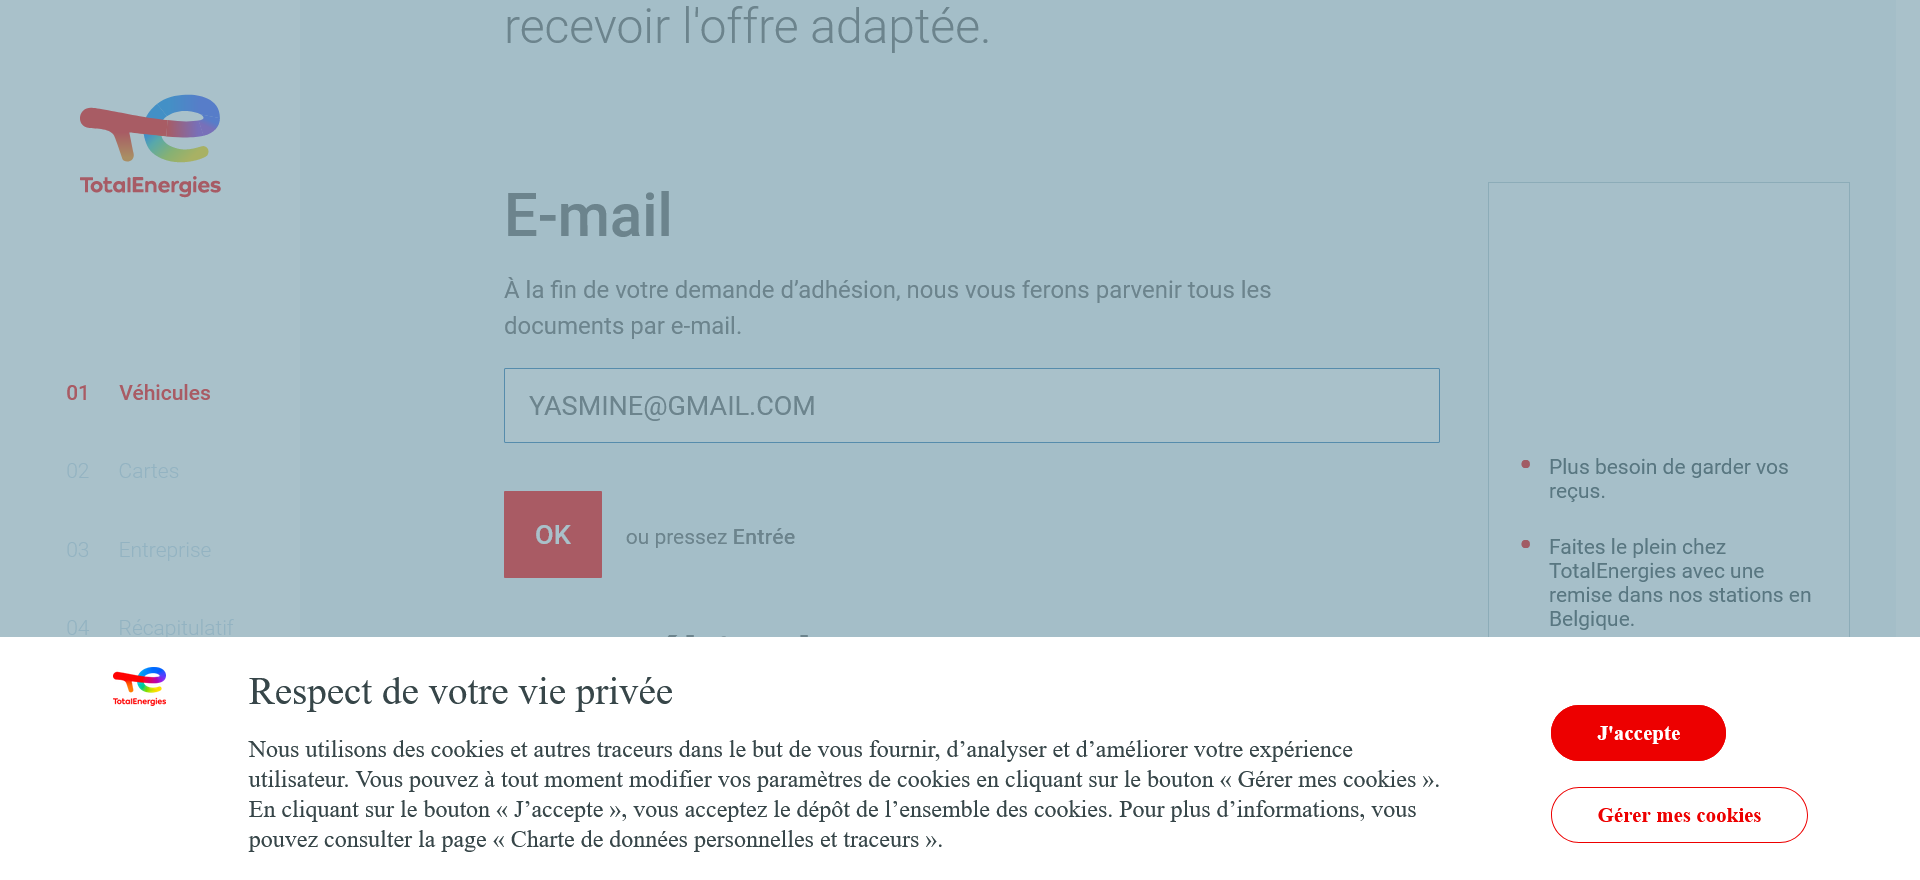 recevoir l'offre adaptée.
TotalEnergies
E-mail
À la fin de votre demande d’adhésion, nous vous ferons parvenir tous les
documents par e-mail.
YASMINE@GMAIL.COM
OK
ou pressez Entrée
01 Véhicules
02 Cartes
03 Entreprise
04 Récapitulatif
Plus besoin de garder vos
reçus.
Faites le plein chez
TotalEnergies avec une
remise dans nos stations en
Belgique.
TotalEnergies
Respect de votre vie privée
Nous utilisons des cookies et autres traceurs dans le but de vous fournir, d’analyser et d’améliorer votre expérience
utilisateur. Vous pouvez à tout moment modifier vos paramètres de cookies en cliquant sur le bouton « Gérer mes cookies ».
En cliquant sur le bouton « J’accepte », vous acceptez le dépôt de l’ensemble des cookies. Pour plus d’informations, vous
pouvez consulter la page « Charte de données personnelles et traceurs ».
J'accepte
Gérer mes cookies